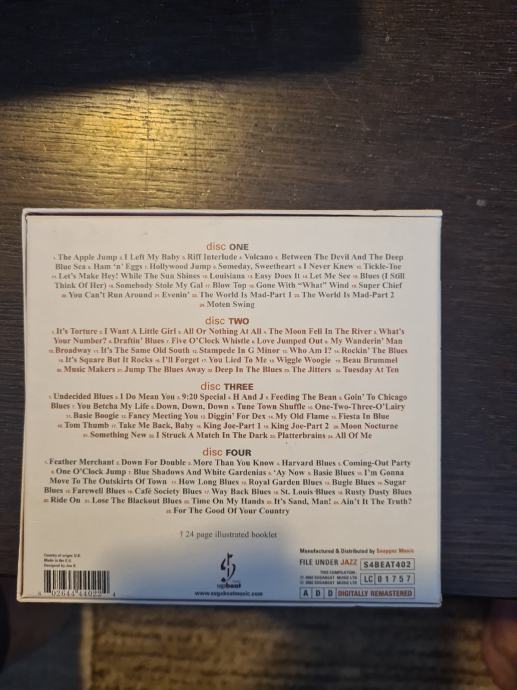 disc ONE
1. The Apple Jump 2. I Left My Baby 3. Riff Interlude 4. Volcano 5. Between The Devil And The Deep
Blue Sea 6. Ham 'n' Eggs 7. Hollywood Jump 8. Someday, Sweetheart 9. I Never Knew 10. Tickle-Toe
11. Let's Make Hey! While The Sun Shines 12. Louisiana 13. Easy Does It 14. Let Me See 15. Blues (I Still
Think Of Her) 16. Somebody Stole My Gal 17. Blow Top 18. Gone With "What" Wind 19. Super Chief
20. You Can't Run Around 21. Evenin' 22. The World Is Mad-Part 1 23. The World Is Mad-Part 2
24. Moten Swing
disc TWO
1. It's Torture 2. I Want A Little Girl 3. All Or Nothing At All 4. The Moon Fell In The River 5. What's
Your Number? 6. Draftin' Blues 7. Five O'Clock Whistle 8. Love Jumped Out 9. My Wanderin' Man
10. Broadway 11. It's The Same Old South 12. Stampede In G Minor 13. Who Am I? 14. Rockin' The Blues
15. It's Square But It Rocks 16. I'll Forget 17. You Lied To Me 18. Wiggle Woogie 19. Beau Brummel
20. Music Makers 21. Jump The Blues Away 22. Deep In The Blues 23. The Jitters 24. Tuesday At Ten
disc THREE
1. Undecided Blues 2. I Do Mean You 3. 9:20 Special 4. H And J 5. Feeding The Bean 6. Goin' To Chicago
Blues 7. You Betcha My Life 8. Down, Down, Down 9. Tune Town Shuffle 10. One-Two-Three-O'Lairy
11. Basie Boogie 12. Fancy Meeting You 13. Diggin' For Dex 14. My Old Flame 15. Fiesta In Blue
16. Tom Thumb 17. Take Me Back, Baby 18. King Joe-Part 1 19. King Joe-Part 2 20. Moon Nocturne
21. Something New 22. I Struck A Match In The Dark 23. Platterbrains 24. All Of Me
disc FOUR
1. Feather Merchant 2. Down For Double 3. More Than You Know 4. Harvard Blues 5. Coming-Out Party
6. One O'Clock Jump 7. Blue Shadows And White Gardenias 8. 'Ay Now 9. Basie Blues 10. I'm Gonna
Move To The Outskirts Of Town 11. How Long Blues 12. Royal Garden Blues 13. Bugle Blues 14. Sugar
Blues 15. Farewell Blues 16. Café Society Blues 17. Way Back Blues 18. St. Louis Blues 19. Rusty Dusty Blues
20. Ride On 21. Lose The Blackout Blues 22. Time On My Hands 23. It's Sand, Man! 24. Ain't It The Truth?
25. For The Good Of Your Country
24 page illustrated booklet
Country of origin: U.K.
Made in the E.U.
Manufactured & Distributed by Snapper Music
FILE UNDER JAZZ S4BEAT402
THIS COMPILATION:
LC 01757
www.sugobeatmusic.com
A D D DIGITALLY REMASTERED